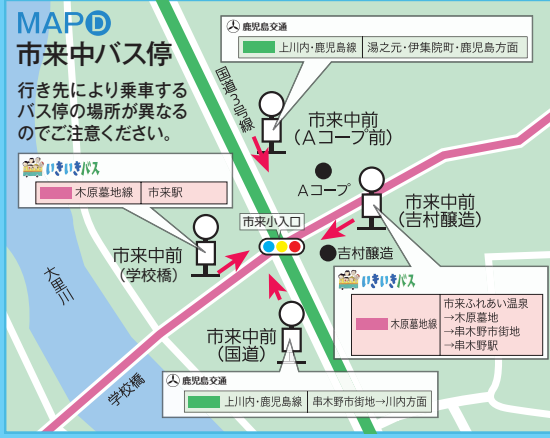 MAP D
市来中バス停
行き先により乗車する
バス停の場所が異なる
のでご注意ください。
鹿児島交通
上川内・鹿児島線 湯之元・伊集院町・鹿児島方面
国道3号線
市来中前
(Aコープ前)
いきいきバス
木原墓地線 市来駅
Aコープ
市来中前
(吉村醸造)
市来小入口
市来中前
(学校橋)
吉村醸造
大里川
いきいきバス
木原墓地線
市来ふれあい温泉
→木原墓地
→串木野市街地
→串木野駅
市来中前
(国道)
学校橋
鹿児島交通
上川内・鹿児島線 串木野市街地→川内方面